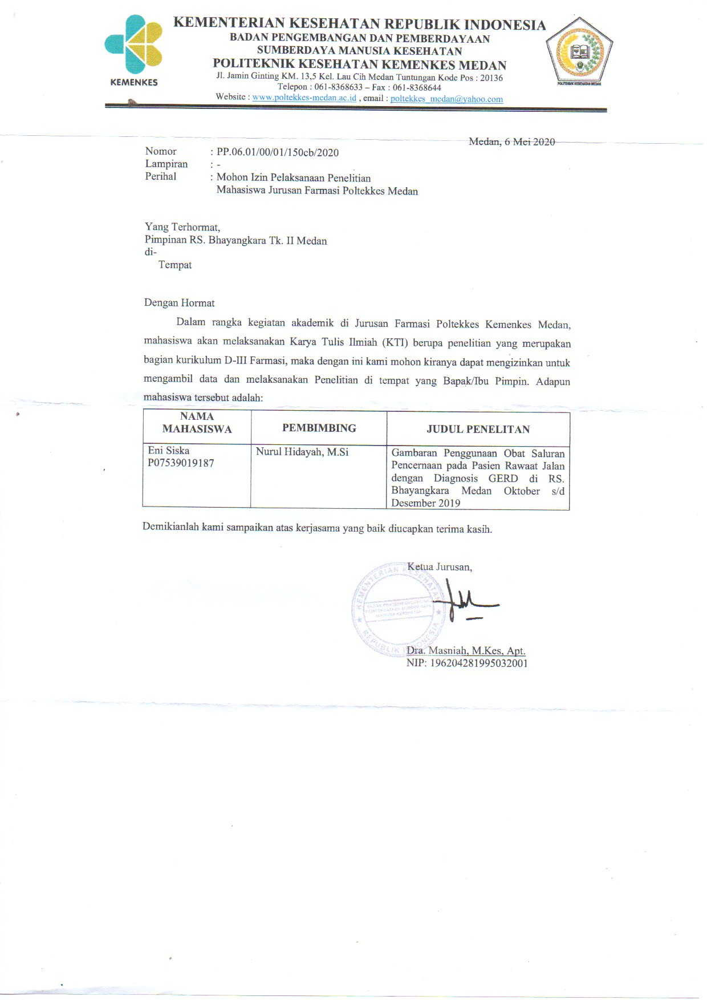 KEMENTERIAN KESEHATAN REPUBLIK INDONESIA
BADAN PENGEMBANGAN DAN PEMBERDAYAAN
SUMBERDAYA MANUSIA KESEHATAN
POLITEKNIK KESEHATAN KEMENKES MEDAN
Jl. Jamin Ginting KM. 13,5 Kel. Lau Cih Medan Tuntungan Kode Pos : 20136
Telepon : 061-8368633 – Fax : 061-8368644
Website : www.poltekkes-medan.ac.id , email : poltekkes_medan@yahoo.com
KEMENKES
POLITEKNIK KESEHATAN MEDAN
Medan, 6 Mei 2020
Nomor : PP.06.01/00/01/150cb/2020
Lampiran : -
Perihal : Mohon Izin Pelaksanaan Penelitian
Mahasiswa Jurusan Farmasi Poltekkes Medan
Yang Terhormat,
Pimpinan RS. Bhayangkara Tk. II Medan
di-
Tempat
Dengan Hormat
Dalam rangka kegiatan akademik di Jurusan Farmasi Poltekkes Kemenkes Medan,
mahasiswa akan melaksanakan Karya Tulis Ilmiah (KTI) berupa penelitian yang merupakan
bagian kurikulum D-III Farmasi, maka dengan ini kami mohon kiranya dapat mengizinkan untuk
mengambil data dan melaksanakan Penelitian di tempat yang Bapak/Ibu Pimpin. Adapun
mahasiswa tersebut adalah:
NAMA
MAHASISWA
PEMBIMBING
JUDUL PENELITAN
Eni Siska
P07539019187
Nurul Hidayah, M.Si
Gambaran Penggunaan Obat Saluran
Pencernaan pada Pasien Rawaat Jalan
dengan Diagnosis GERD di RS.
Bhayangkara Medan Oktober s/d
Desember 2019
Demikianlah kami sampaikan atas kerjasama yang baik diucapkan terima kasih.
Ketua Jurusan,
KEMENTERIAN KESEHATAN
REPUBLIK INDONESIA
Dra. Masniah, M.Kes, Apt.
NIP: 196204281995032001